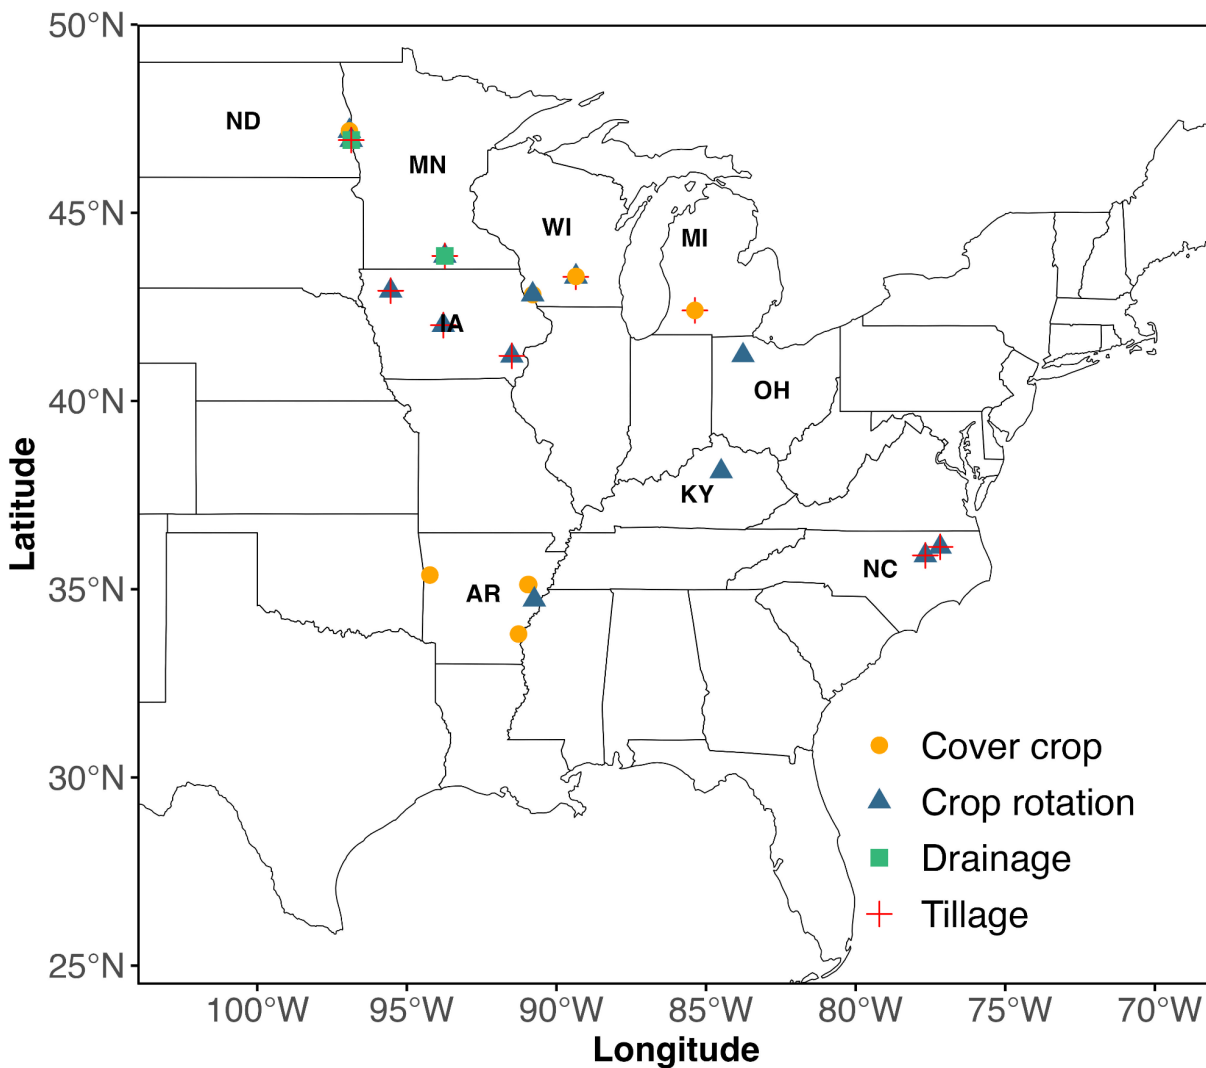 50°N
45°N
40°N
35°N
30°N
25°N
Latitude
ND
MN
WI
MI
IA
OH
KY
NC
AR
Cover crop
Crop rotation
Drainage
Tillage
100°W 95°W 90°W 85°W 80°W 75°W 70°W
Longitude